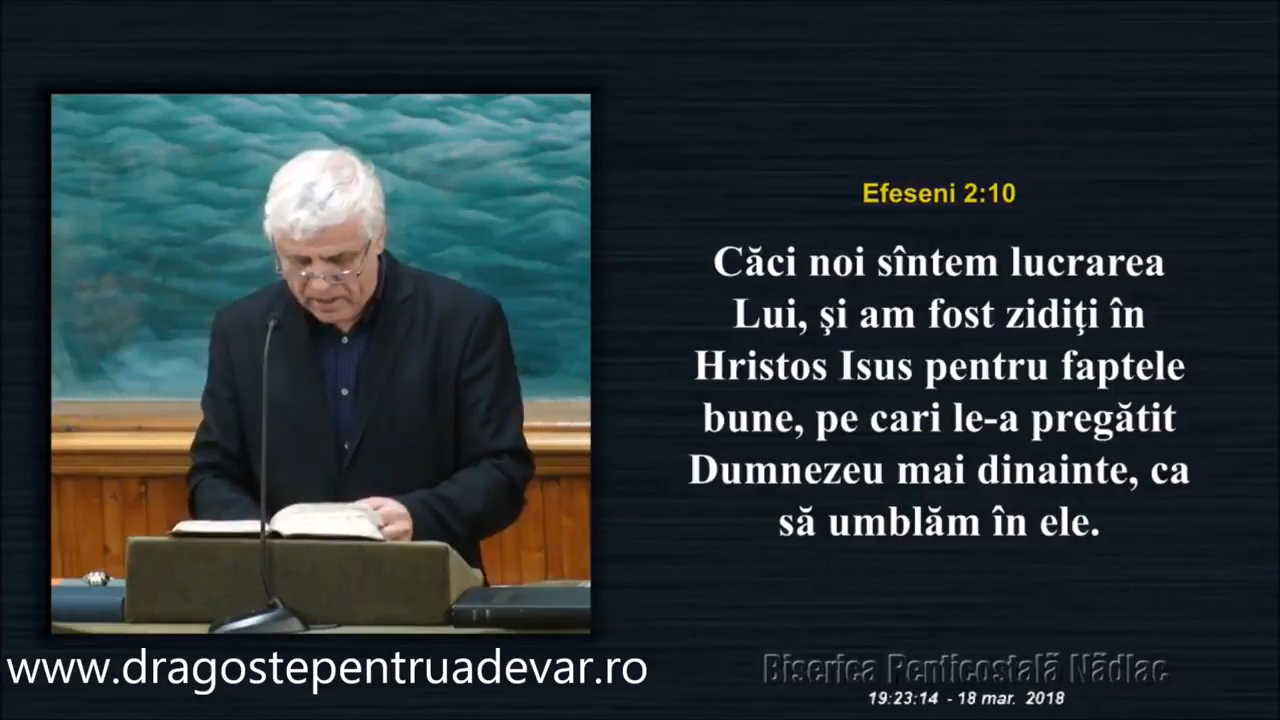 Efeseni 2:10
Căci noi sîntem lucrarea
Lui, şi am fost zidiţi în
Hristos Isus pentru faptele
bune, pe cari le-a pregătit
Dumnezeu mai dinainte, ca
să umblăm în ele.
www.dragostepentruadevar.ro
Biserica Penticostală Nădlac
19:23:14 - 18 mar. 2018